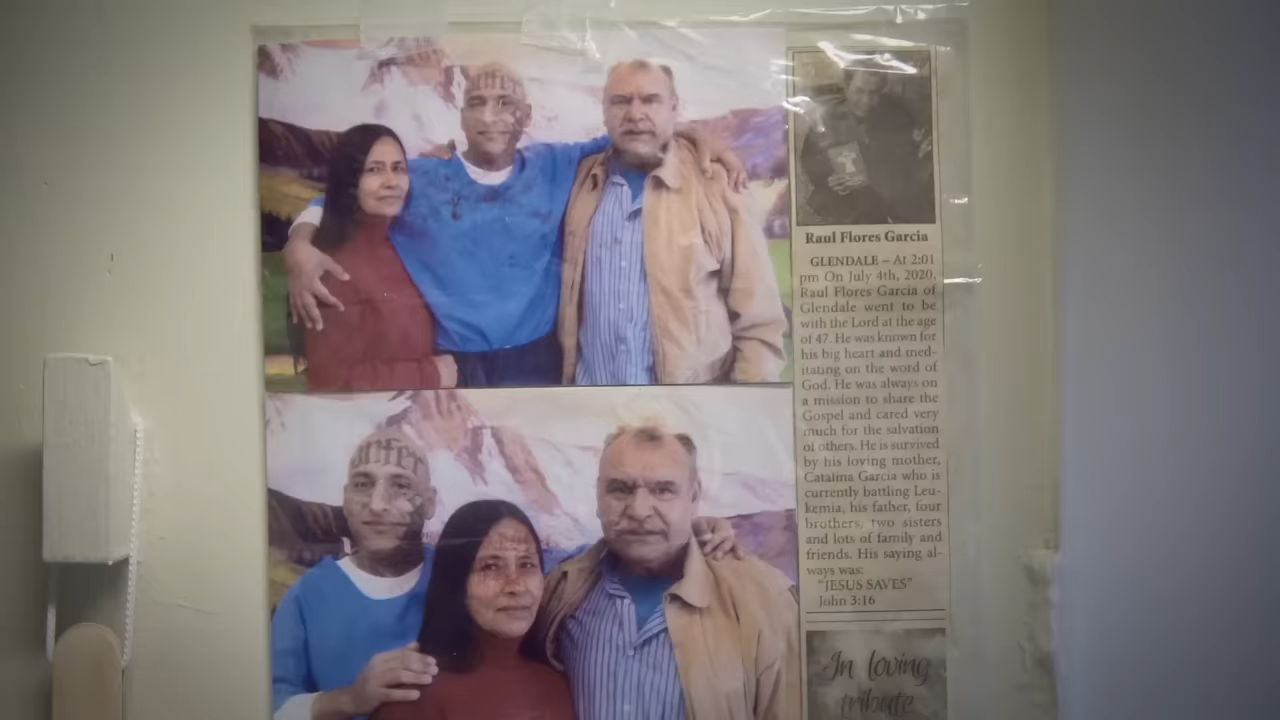 Raul Flores Garcia
GLENDALE – At 2:01
pm On July 4th, 2020,
Raul Flores Garcia of
Glendale went to be
with the Lord at the age
of 47. He was known for
his big heart and med-
itating on the word of
God. He was always on
a mission to share the
Gospel and cared very
much for the salvation
of others. He is survived
by his loving mother,
Catalina Garcia who is
currently battling Leu-
kemia, his father, four
brothers, two sisters
and lots of family and
friends. His saying al-
ways was:
"JESUS SAVES"
John 3:16
In loving
tribute